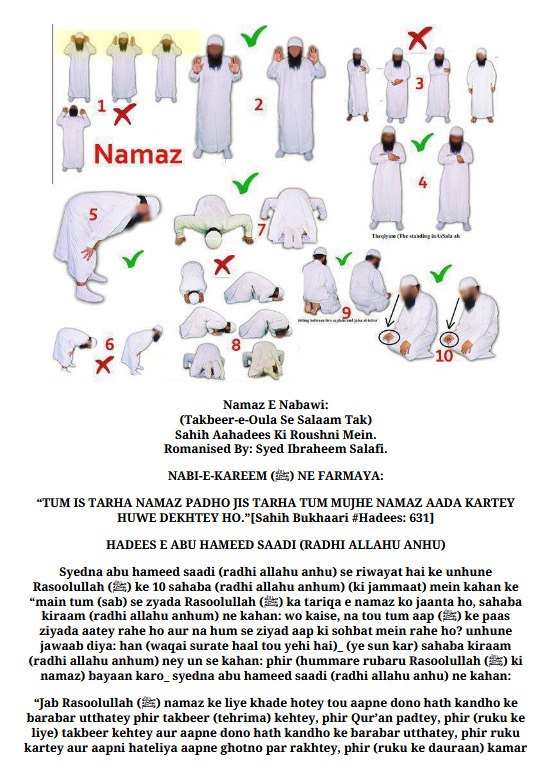 1
2
3
Namaz
4
Theqiyam (The standing inAsSala ah
5
7
6
8
9
10
Namaz E Nabawi:
(Takbeer-e-Oula Se Salaam Tak)
Sahih Aahadees Ki Roushni Mein.
Romanised By: Syed Ibraheem Salafi.
NABI-E-KAREEM (ﷺ) NE FARMAYA:
“TUM IS TARHA NAMAZ PADHO JIS TARHA TUM MUJHE NAMAZ AADA KARTEY
HUWE DEKHTEY HO.”[Sahih Bukhaari #Hadees: 631]
HADEES E ABU HAMEED SAADI (RADHI ALLAHU ANHU)
Syedna abu hameed saadi (radhi allahu anhu) se riwayat hai ke unhune
Rasoolullah (ﷺ) ke 10 sahaba (radhi allahu anhum) (ki jammaat) mein kahan ke
“main tum (sab) se zyada Rasoolullah (ﷺ) ka tariqa e namaz ko jaanta ho, sahaba
kiraam (radhi allahu anhum) ne kahan: wo kaise, na tou tum aap (ﷺ) ke paas
ziyada aatey rahe ho aur na hum se ziyad aap ki sohbat mein rahe ho? unhune
jawaab diya: han (waqai surate haal tou yehi hai)_ (ye sun kar) sahaba kiraam
(radhi allahu anhum) ney un se kahan: phir (hummare rubaru Rasoolullah (ﷺ) ki
namaz) bayaan karo_ syedna abu hameed saadi (radhi allahu anhu) ne kahan:
“Jab Rasoolullah (ﷺ) namaz ke liye khade hotey tou aapne dono hath kandho ke
barabar utthatey phir takbeer (tehrima) kehtey, phir Qur’an padtey, phir (ruku ke
liye) takbeer kehtey aur aapne dono hath kandho ke barabar utthatey, phir ruku
kartey aur aapni hateliya aapne ghotno par rakhtey, phir (ruku ke dauraan) kamar